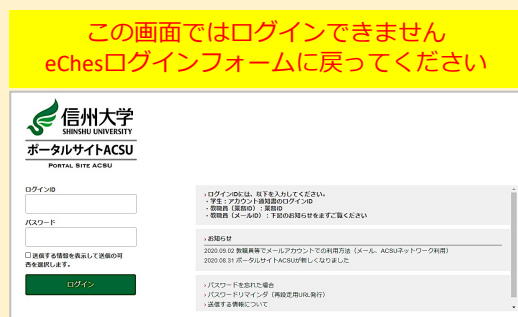 この画面ではログインできません
eChesログインフォームに戻ってください
信州大学
SHINSHU UNIVERSITY
ポータルサイトACSU
PORTAL SITE ACSU
ログインID
パスワード
送信する情報を表示して送信の可
否を選択します。
ログイン
›ログインIDには、以下を入力してください。
・学生：アカウント通知書のログインID
・教職員（業務ID）：業務ID
・教職員（メールID）：下記のお知らせをまずご覧ください
›お知らせ
2020.09.02 教職員等でメールアカウントでの利用方法（メール、ACSUネットワーク利用）
2020.08.31 ポータルサイトACSUが新しくなりました
›パスワードを忘れた場合
›パスワードリマインダ（再設定用URL発行）
›送信する情報について